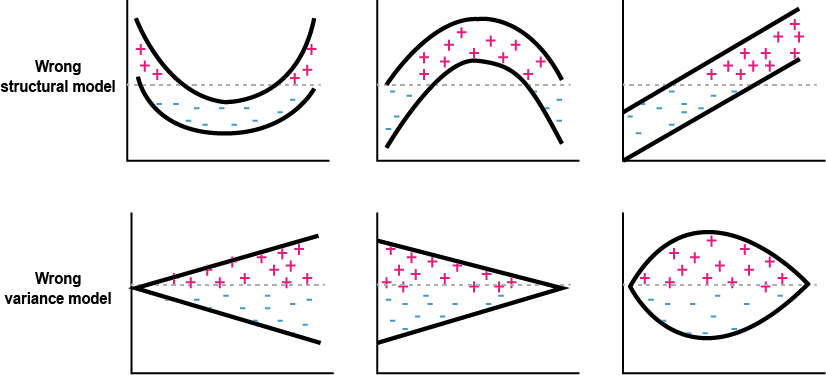 Wrong
structural model
Wrong
variance model